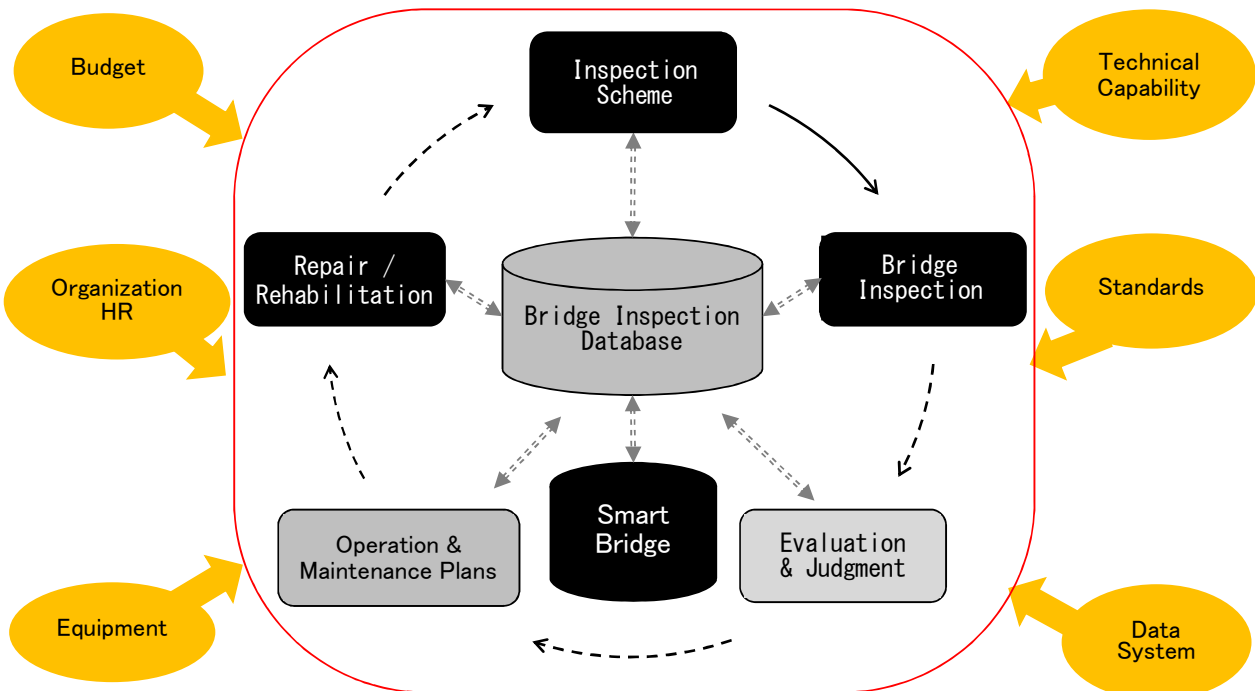 Budget
Inspection
Scheme
Technical
Capability
Repair /
Rehabilitation
Bridge
Inspection
Organization
HR
Bridge Inspection
Database
Standards
Operation &
Maintenance Plans
Smart
Bridge
Evaluation
& Judgment
Equipment
Data
System